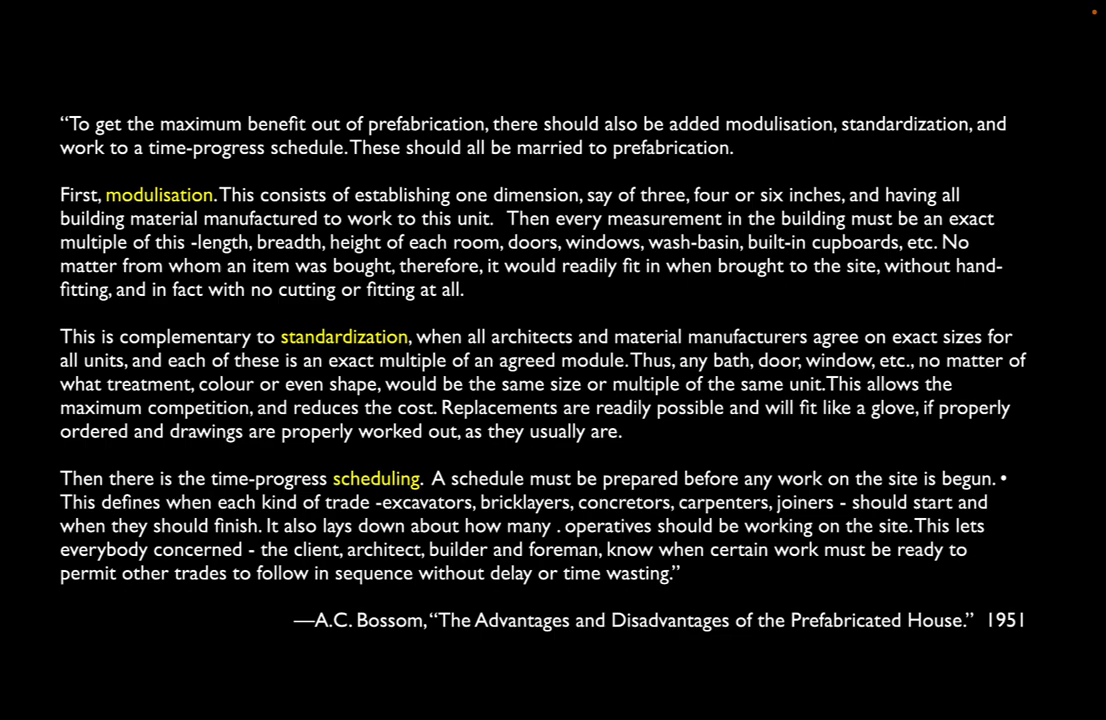 “To get the maximum benefit out of prefabrication, there should also be added modulisation, standardization, and
work to a time-progress schedule. These should all be married to prefabrication.
First, modulisation. This consists of establishing one dimension, say of three, four or six inches, and having all
building material manufactured to work to this unit. Then every measurement in the building must be an exact
multiple of this -length, breadth, height of each room, doors, windows, wash-basin, built-in cupboards, etc. No
matter from whom an item was bought, therefore, it would readily fit in when brought to the site, without hand-
fitting, and in fact with no cutting or fitting at all.
This is complementary to standardization, when all architects and material manufacturers agree on exact sizes for
all units, and each of these is an exact multiple of an agreed module. Thus, any bath, door, window, etc., no matter of
what treatment, colour or even shape, would be the same size or multiple of the same unit. This allows the
maximum competition, and reduces the cost. Replacements are readily possible and will fit like a glove, if properly
ordered and drawings are properly worked out, as they usually are.
Then there is the time-progress scheduling. A schedule must be prepared before any work on the site is begun. •
This defines when each kind of trade -excavators, bricklayers, concretors, carpenters, joiners - should start and
when they should finish. It also lays down about how many . operatives should be working on the site. This lets
everybody concerned - the client, architect, builder and foreman, know when certain work must be ready to
permit other trades to follow in sequence without delay or time wasting.”
—A.C. Bossom, “The Advantages and Disadvantages of the Prefabricated House.” 1951